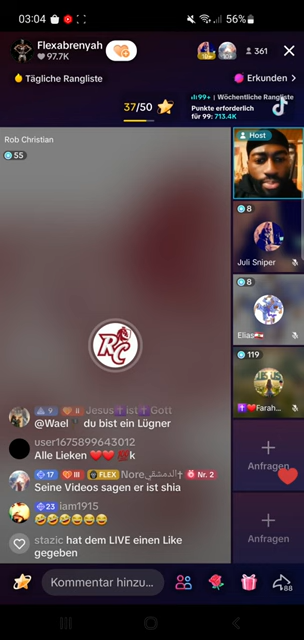 03:04
56%
Flexabrenyah
97.7K
361
Tägliche Rangliste
Erkunden >
37/50
99+ | Wöchentliche Rangliste
Punkte erforderlich
für 99: 713.4K
Rob Christian
55
Host
8
Juli Sniper
8
Elias
119
Farah...
RC
9 III Jesus ist Gott
@Wael du bist ein Lügner
user1675899643012
Alle Lieken ❤️❤️💯k
17 III FLEX Nore الدمشقي Nr. 2
Seine Videos sagen er ist shia
23 iam1915
🤣🤣🤣😂😂😂
stazic hat dem LIVE einen Like
gegeben
Anfragen
Anfragen
Kommentar hinzu...
88